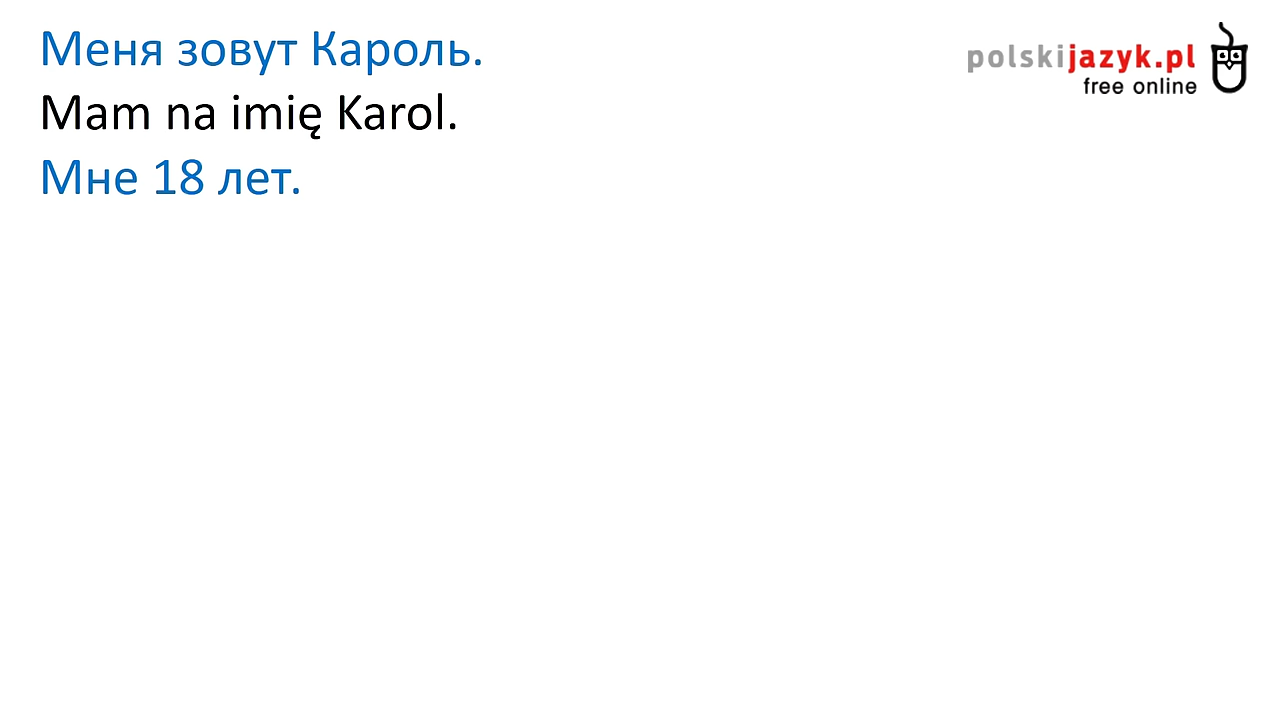 Меня зовут Кароль.
Mam na imię Karol.
Мне 18 лет.
polskijazyk.pl
free online